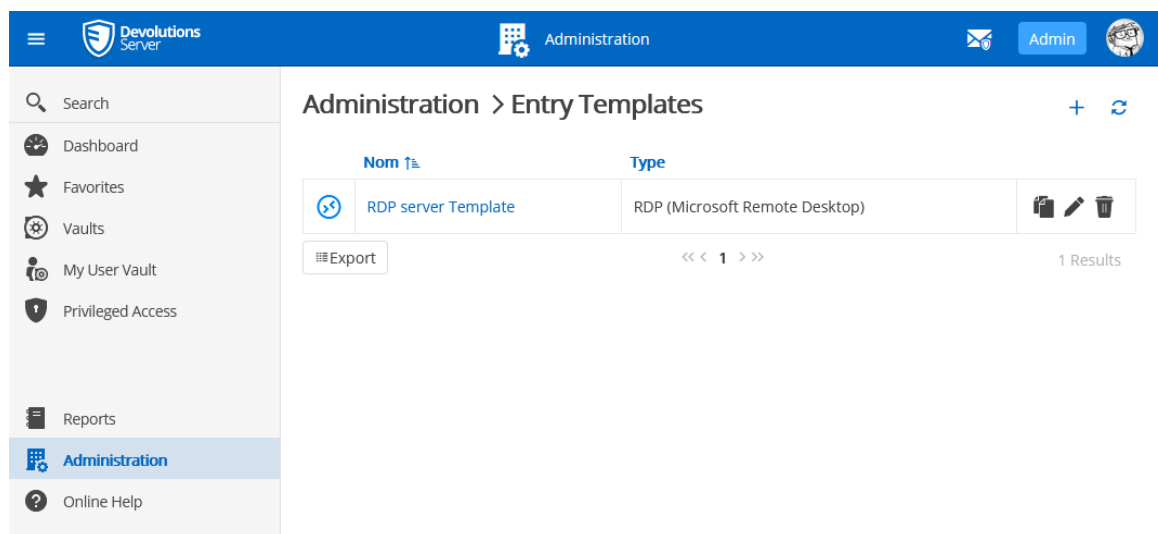 Devolutions
Server
Administration
Admin
Search
Dashboard
Favorites
Vaults
My User Vault
Privileged Access
Reports
Administration
Online Help
Administration > Entry Templates
Nom
Type
RDP server Template
RDP (Microsoft Remote Desktop)
Export
1
1 Results